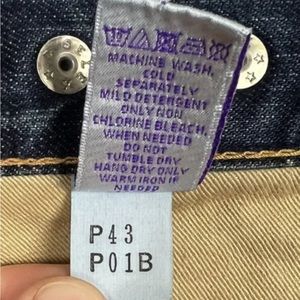 MACHINE WASH,
COLD
SEPARATELY
MILD DETERGENT
ONLY NON
CHLORINE BLEACH,
WHEN NEEDED
DO NOT
TUMBLE DRY
HANG DRY ONLY
WARM IRON IF
NEEDED
P43
P01B